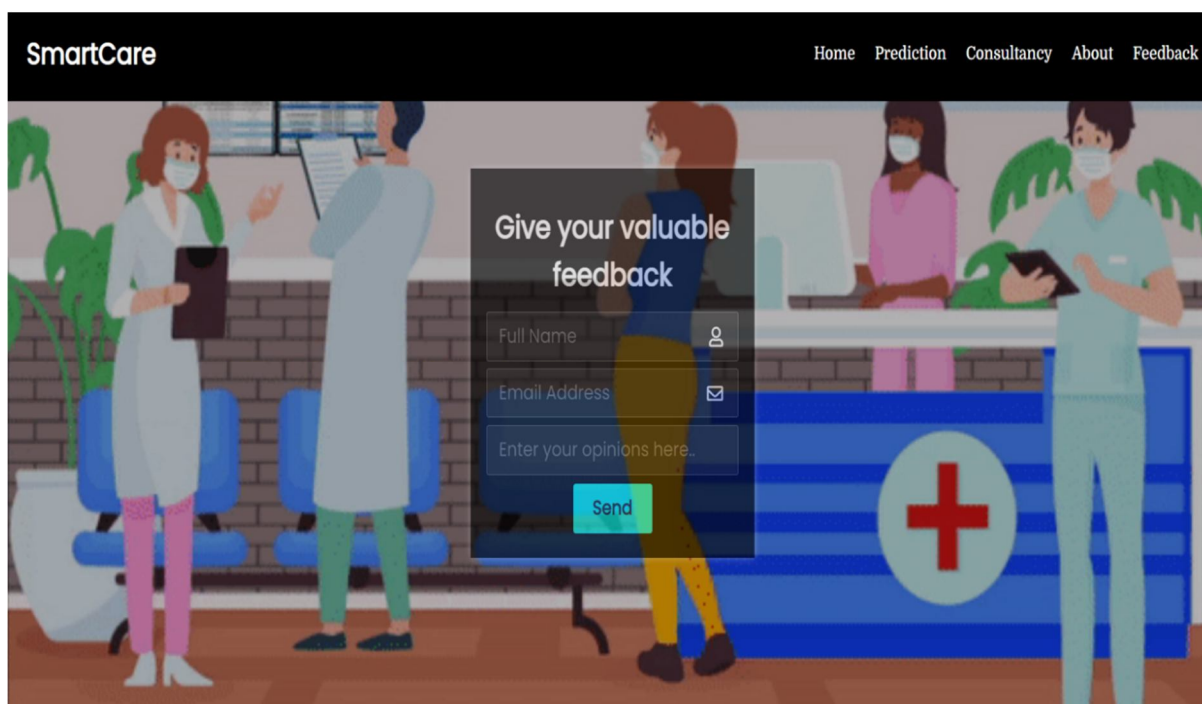 SmartCare
Home Prediction Consultancy About Feedback
Give your valuable
feedback
Full Name
Email Address
Enter your opinions here..
Send